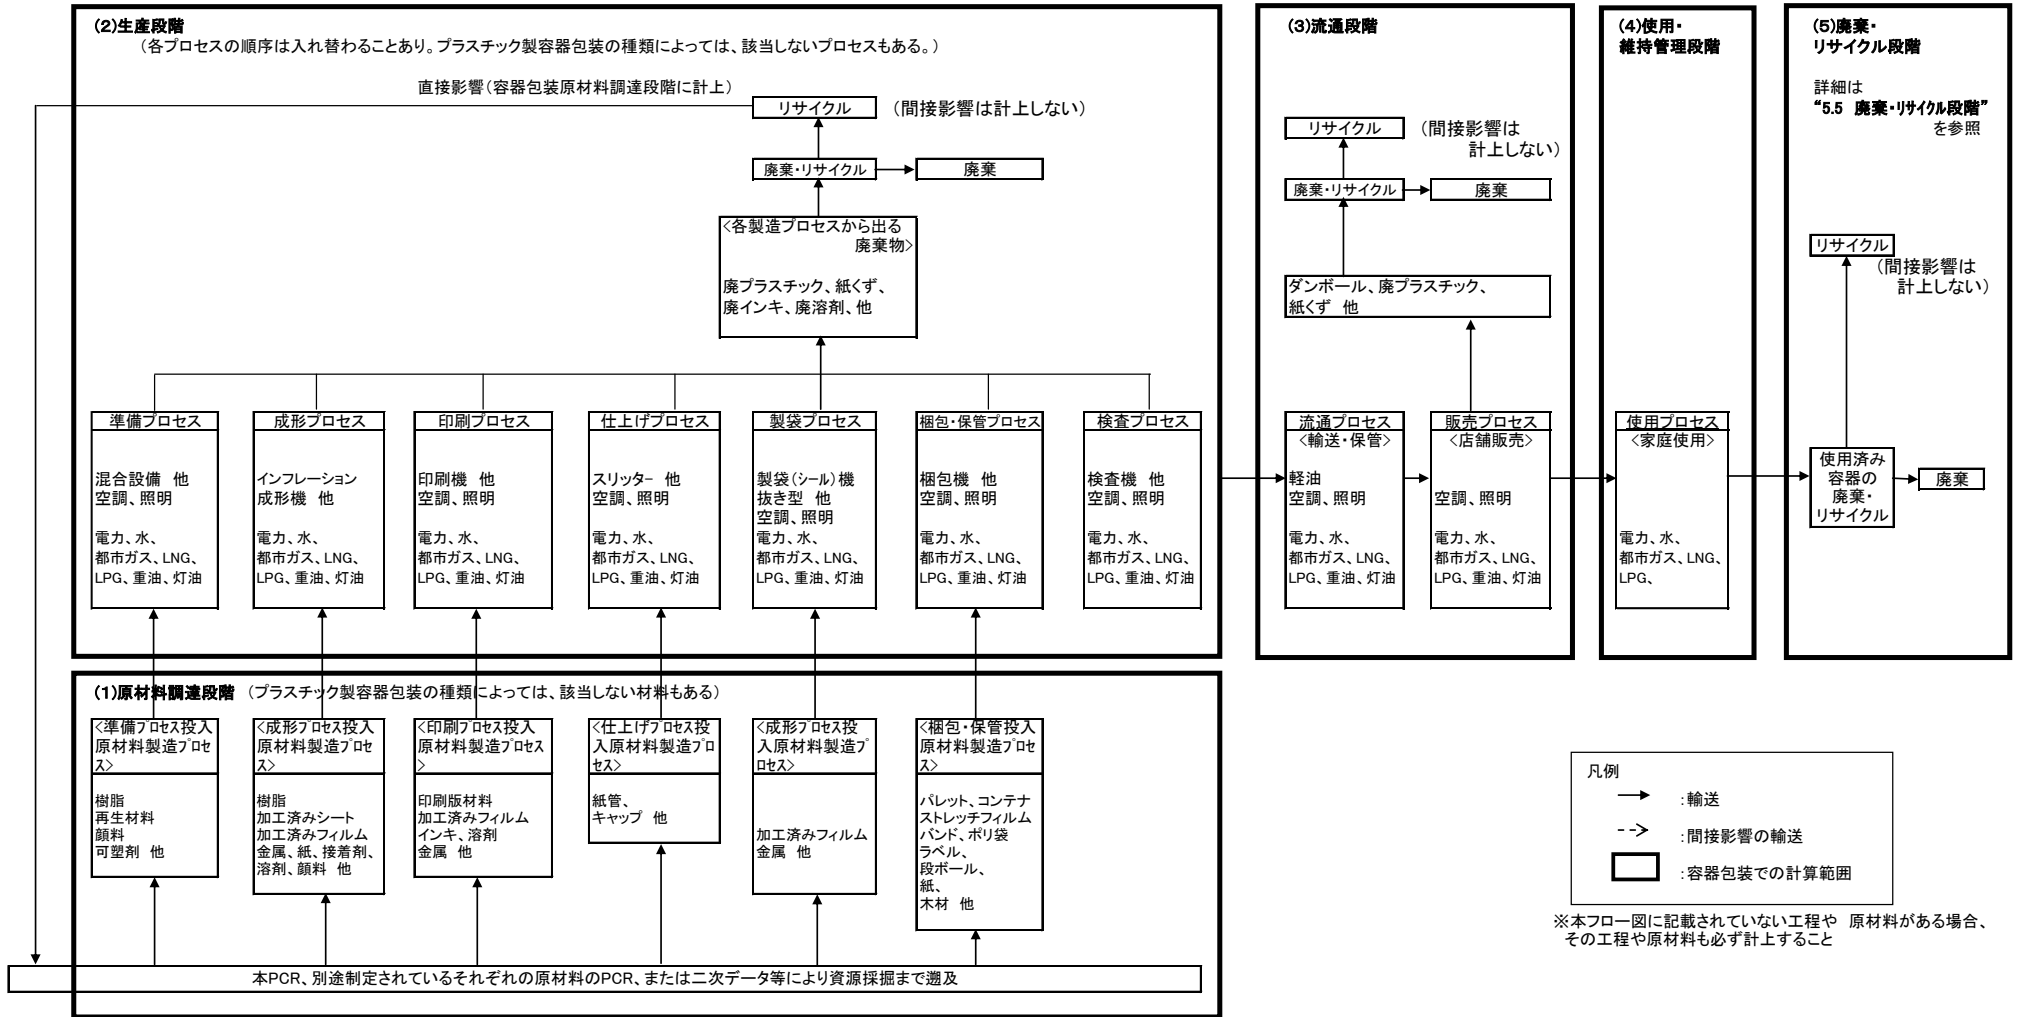 (2)生産段階
（各プロセスの順序は入れ替わることあり。プラスチック製容器包装の種類によっては、該当しないプロセスもある。）
直接影響（容器包装原材料調達段階に計上）
リサイクル
（間接影響は計上しない）
廃棄・リサイクル
廃棄
<各製造プロセスから出る
廃棄物>
廃プラスチック、紙くず、
廃インキ、廃溶剤、他
準備プロセス
混合設備　他
空調、照明
電力、水、
都市ガス、LNG、
LPG、重油、灯油
成形プロセス
インフレーション
成形機　他
電力、水、
都市ガス、LNG、
LPG、重油、灯油
印刷プロセス
印刷機　他
空調、照明
電力、水、
都市ガス、LNG、
LPG、重油、灯油
仕上げプロセス
スリッター　他
空調、照明
電力、水、
都市ガス、LNG、
LPG、重油、灯油
製袋プロセス
製袋（シール）機
抜き型　他
空調、照明
電力、水、
都市ガス、LNG、
LPG、重油、灯油
梱包・保管プロセス
梱包機　他
空調、照明
電力、水、
都市ガス、LNG、
LPG、重油、灯油
検査プロセス
検査機　他
空調、照明
電力、水、
都市ガス、LNG、
LPG、重油、灯油
(3)流通段階
リサイクル
（間接影響は
計上しない）
廃棄・リサイクル
廃棄
ダンボール、廃プラスチック、
紙くず　他
流通プロセス
<輸送・保管>
軽油
空調、照明
電力、水、
都市ガス、LNG、
LPG、重油、灯油
販売プロセス
<店舗販売>
空調、照明
電力、水、
都市ガス、LNG、
LPG、重油、灯油
(4)使用・
維持管理段階
使用プロセス
<家庭使用>
電力、水、
都市ガス、LNG、
LPG、
(5)廃棄・
リサイクル段階
詳細は
“5.5　廃棄・リサイクル段階”
を参照
リサイクル
（間接影響は
計上しない）
使用済み
容器の
廃棄・
リサイクル
廃棄
(1)原材料調達段階　（プラスチック製容器包装の種類によっては、該当しない材料もある）
<準備プロセス投入
原材料製造プロセ
ス>
樹脂
再生材料
顔料
可塑剤　他
<成形プロセス投入
原材料製造プロセ
ス>
樹脂
加工済みシート
加工済みフィルム
金属、紙、接着剤、
溶剤、顔料　他
<印刷プロセス投入
原材料製造プロセス
>
印刷版材料
加工済みフィルム
インキ、溶剤
金属　他
<仕上げプロセス投
入原材料製造プロ
セス>
紙管、
キャップ　他
<成形プロセス投
入原材料製造プ
ロセス>
加工済みフィルム
金属　他
<梱包・保管投入
原材料製造プロセ
ス>
パレット、コンテナ
ストレッチフィルム
バンド、ポリ袋
ラベル、
段ボール、
紙、
木材　他
本PCR、別途制定されているそれぞれの原材料のPCR、または二次データ等により資源採掘まで遡及
凡例
：輸送
：間接影響の輸送
：容器包装での計算範囲
※本フロー図に記載されていない工程や　原材料がある場合、
その工程や原材料も必ず計上すること